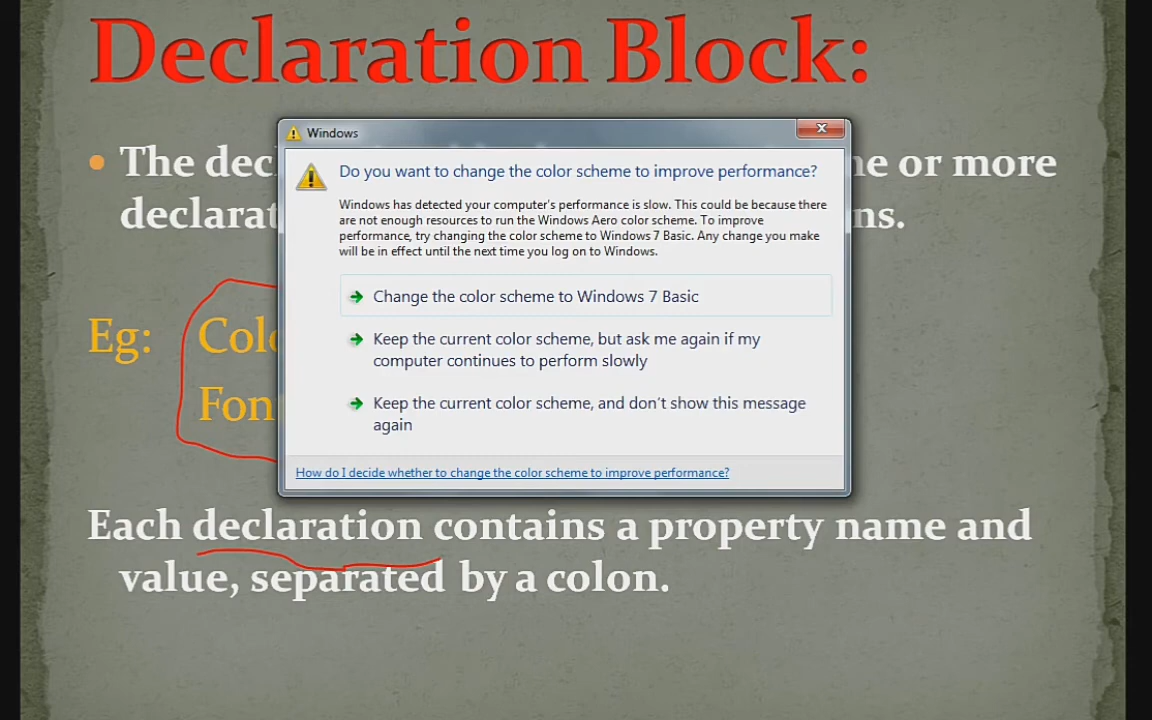 Declaration Block:
Windows
The dec
ne or more
declarat
ns.
Do you want to change the color scheme to improve performance?
Windows has detected your computer's performance is slow. This could be because there
are not enough resources to run the Windows Aero color scheme. To improve
performance, try changing the color scheme to Windows 7 Basic. Any change you make
will be in effect until the next time you log on to Windows.
Change the color scheme to Windows 7 Basic
Keep the current color scheme, but ask me again if my
computer continues to perform slowly
Keep the current color scheme, and don't show this message
again
How do I decide whether to change the color scheme to improve performance?
Eg: Colo
Fon
Each declaration contains a property name and
value, separated by a colon.